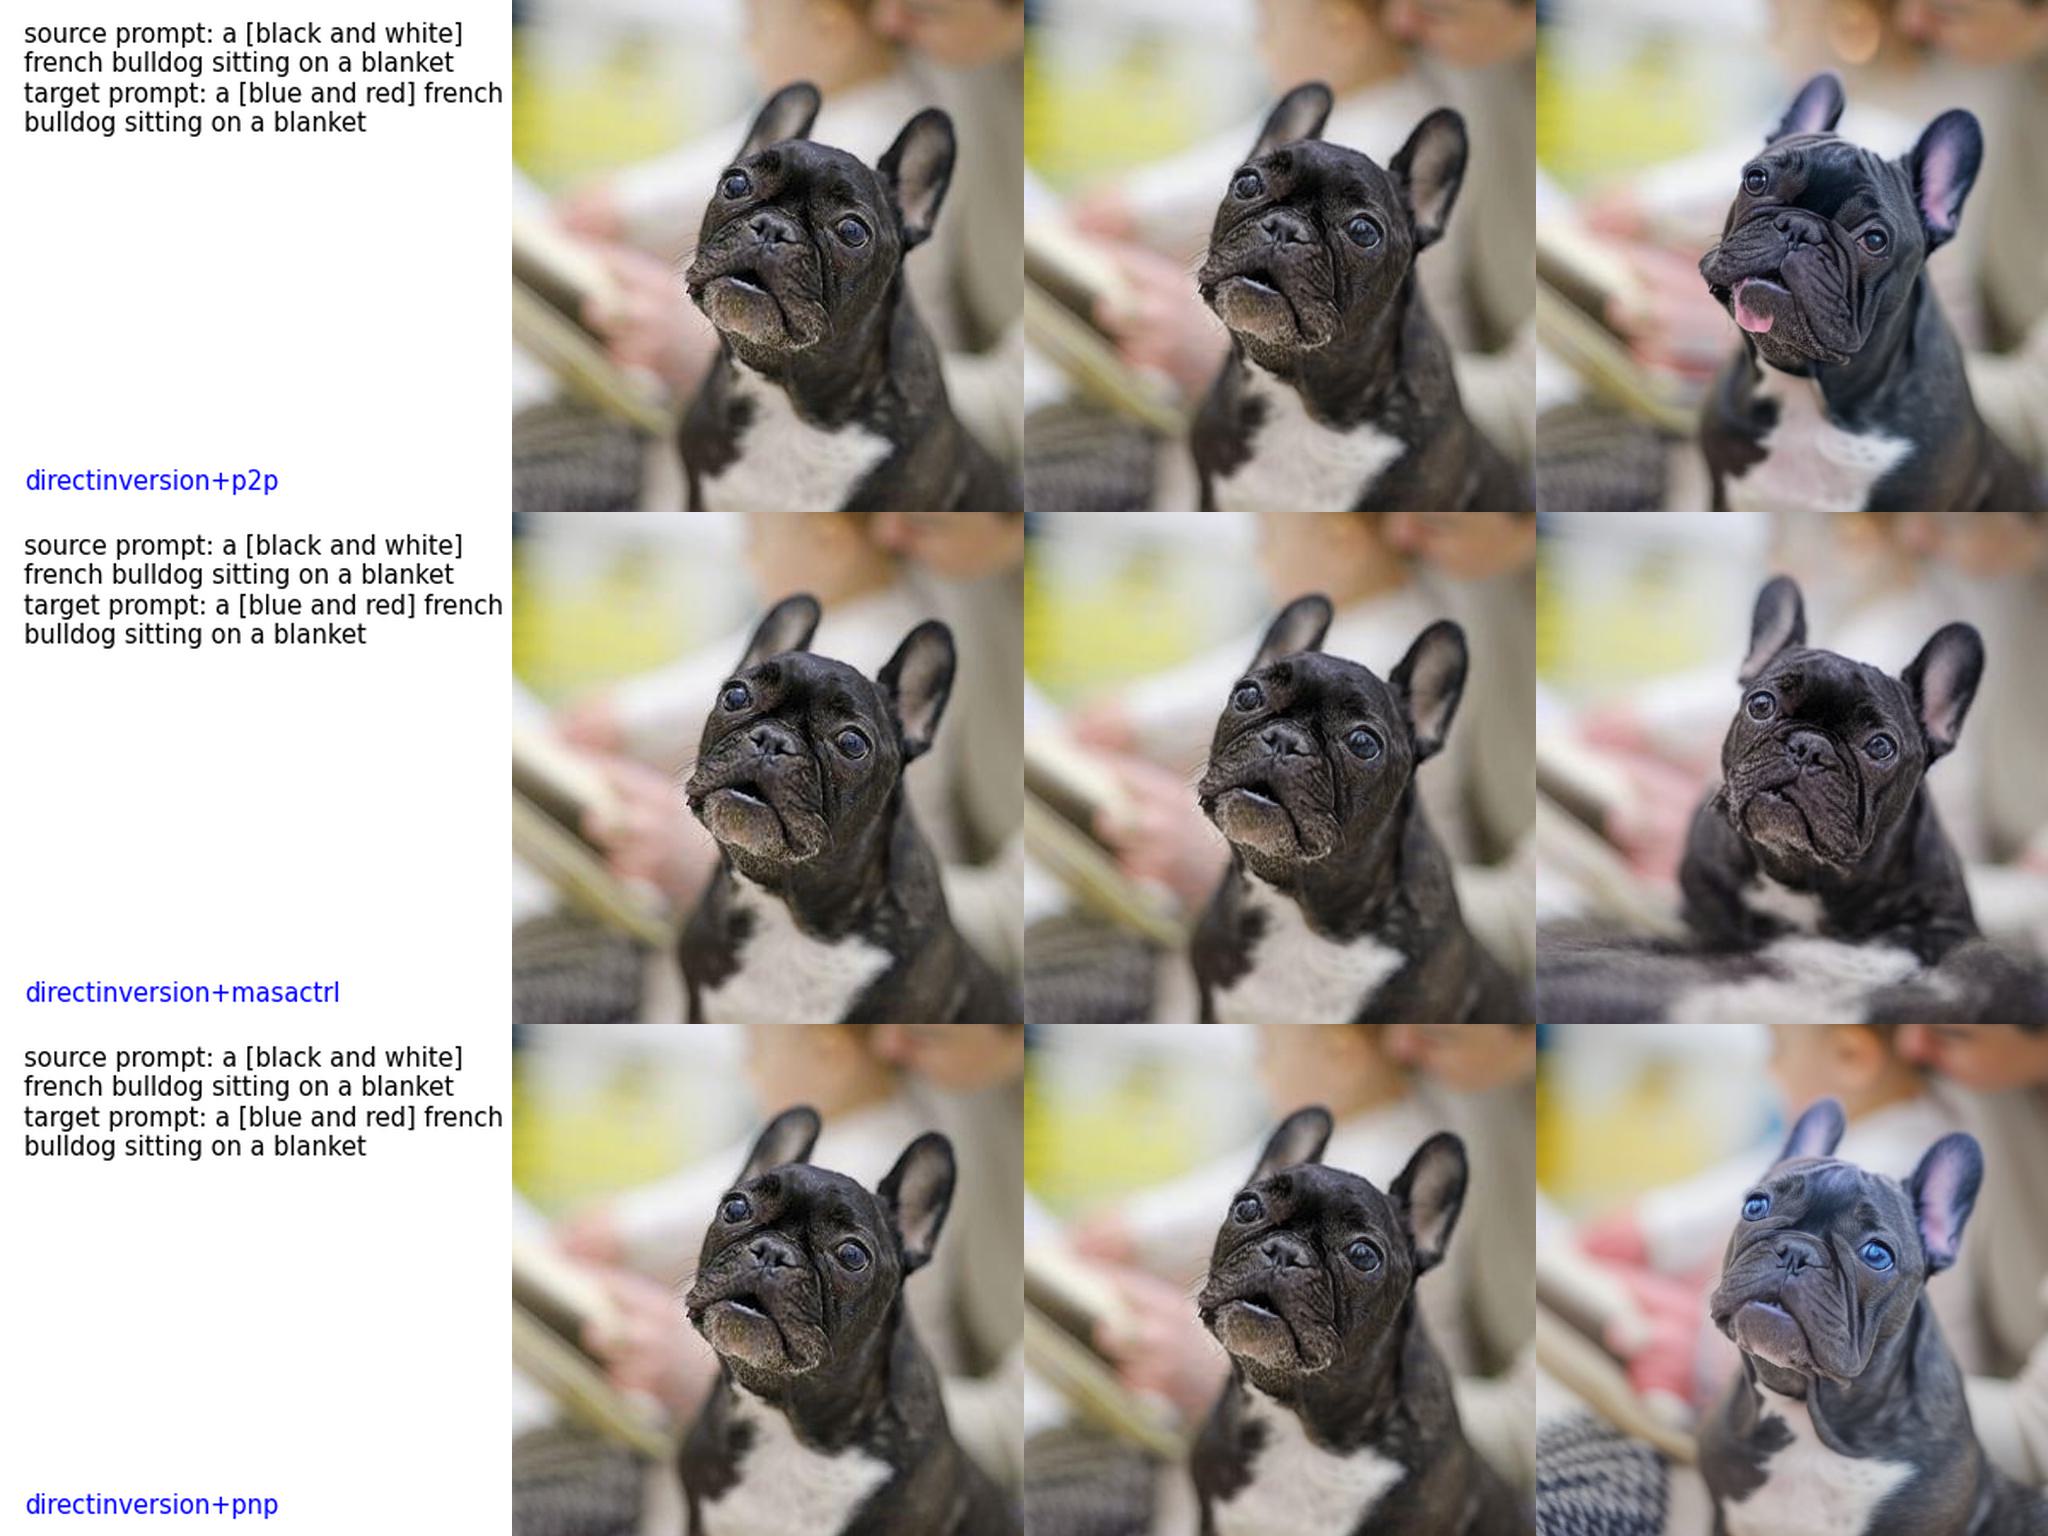 source prompt: a [black and white]
french bulldog sitting on a blanket
target prompt: a [blue and red] french
bulldog sitting on a blanket
directinversion+p2p
source prompt: a [black and white]
french bulldog sitting on a blanket
target prompt: a [blue and red] french
bulldog sitting on a blanket
directinversion+masactrl
source prompt: a [black and white]
french bulldog sitting on a blanket
target prompt: a [blue and red] french
bulldog sitting on a blanket
directinversion+pnp